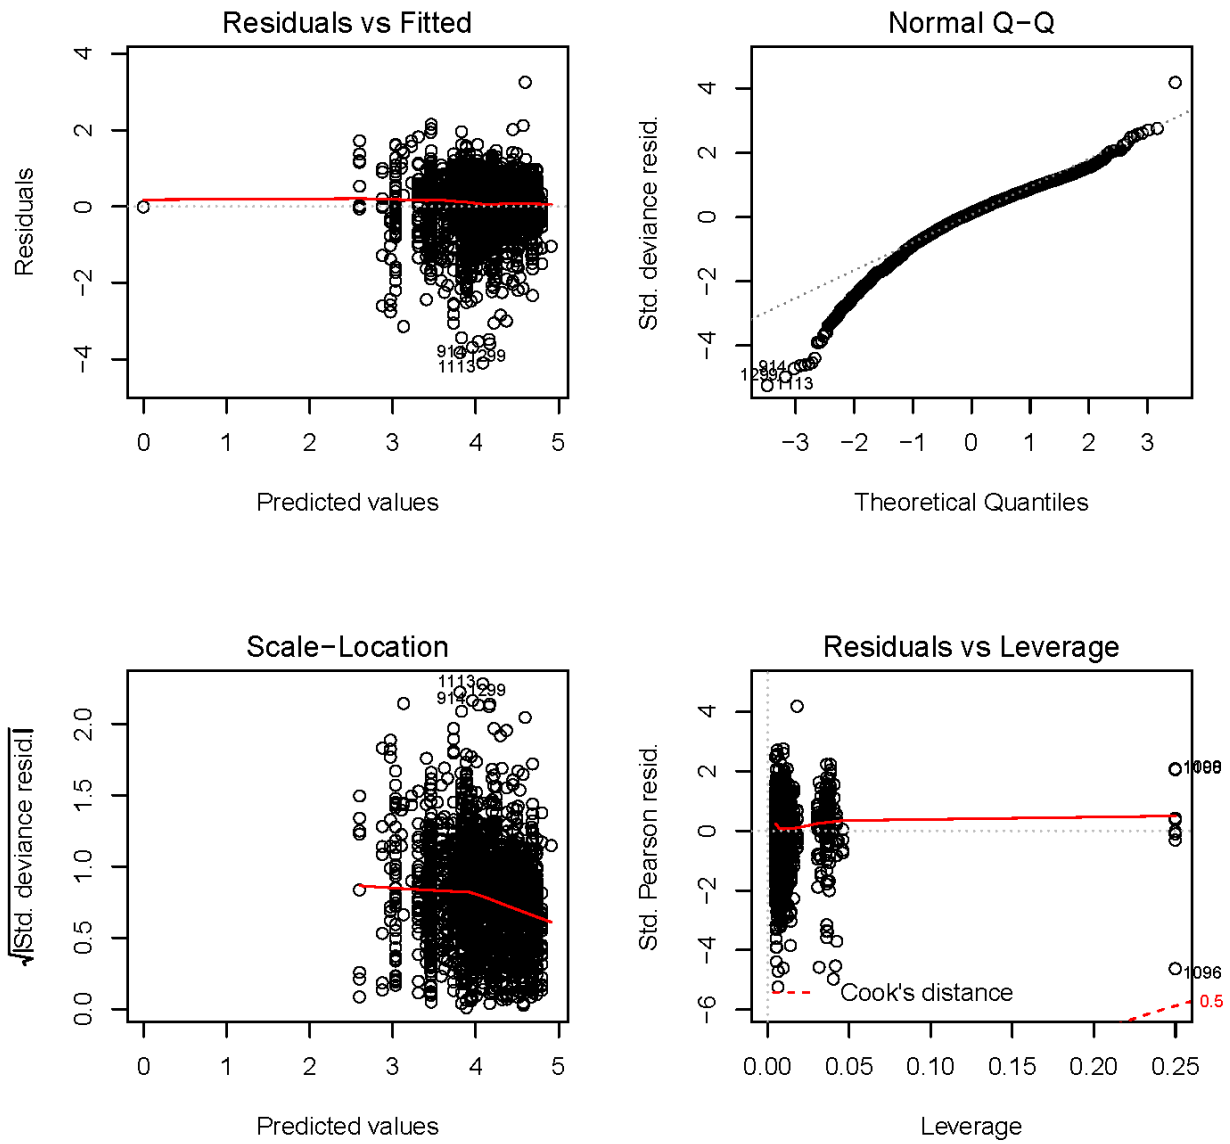 Residuals vs Fitted
Residuals
4
2
0
−2
−4
914
1299
1113
0 1 2 3 4 5
Predicted values
Normal Q−Q
Std. deviance resid.
4
2
0
−2
−4
914
1299
1113
−3 −2 −1 0 1 2 3
Theoretical Quantiles
Scale−Location
√|Std. deviance resid.|
2.0
1.5
1.0
0.5
0.0
1113
1299
914
0 1 2 3 4 5
Predicted values
Residuals vs Leverage
Std. Pearson resid.
4
2
0
−2
−4
−6
1096
Cook's distance
0.5
0.00 0.05 0.10 0.15 0.20 0.25
Leverage